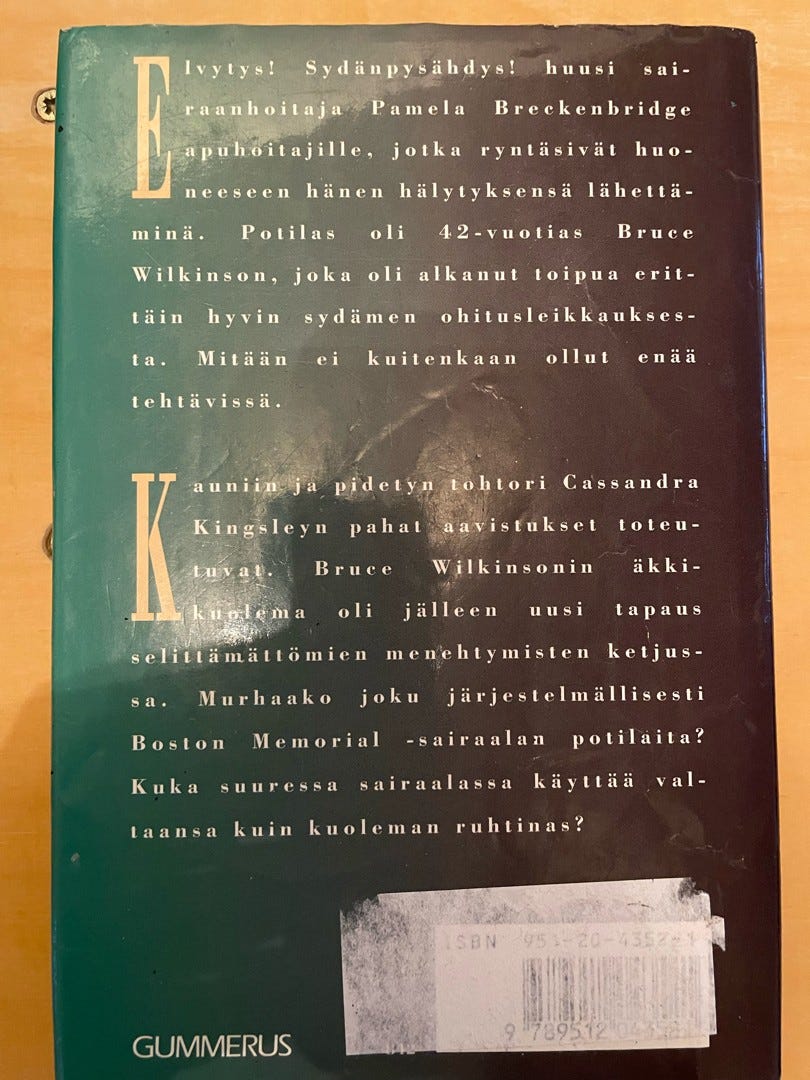 Elvytys! Sydänpysähdys! huusi sai-
raanhoitaja Pamela Breckenbridge
apuhoitajille, jotka ryntäsivät huo-
neeseen hänen hälytyksensä lähettä-
minä. Potilas oli 42-vuotias Bruce
Wilkinson, joka oli alkanut toipua erit-
täin hyvin sydämen ohitusleikkaukses-
ta. Mitään ei kuitenkaan ollut enää
tehtävissä.
Kauniin ja pidetyn tohtori Cassandra
Kingsleyn pahat aavistukset toteu-
tuvat. Bruce Wilkinsonin äkki-
kuolema oli jälleen uusi tapaus
selittämättömien menehtymisten ketjus-
sa. Murhaako joku järjestelmällisesti
Boston Memorial -sairaalan potilaita?
Kuka suuressa sairaalassa käyttää val-
taansa kuin kuoleman ruhtinas?
ISBN
GUMMERUS